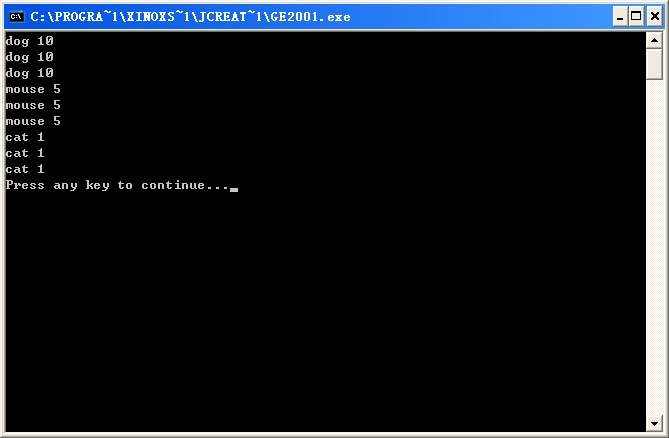 C:\PROGRA~1\XINOXS~1\JCREAT~1\GE2001.exe
dog 10
dog 10
dog 10
mouse 5
mouse 5
mouse 5
cat 1
cat 1
cat 1
Press any key to continue..._